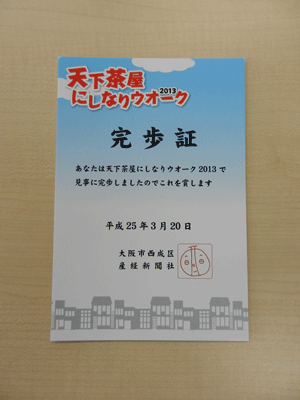 天下茶屋
にしなりウオーク
2013
完歩証
あなたは天下茶屋にしなりウオーク2013で
見事に完歩しましたのでこれを賞します
平成25年3月20日
大阪市西成区
産経新聞社